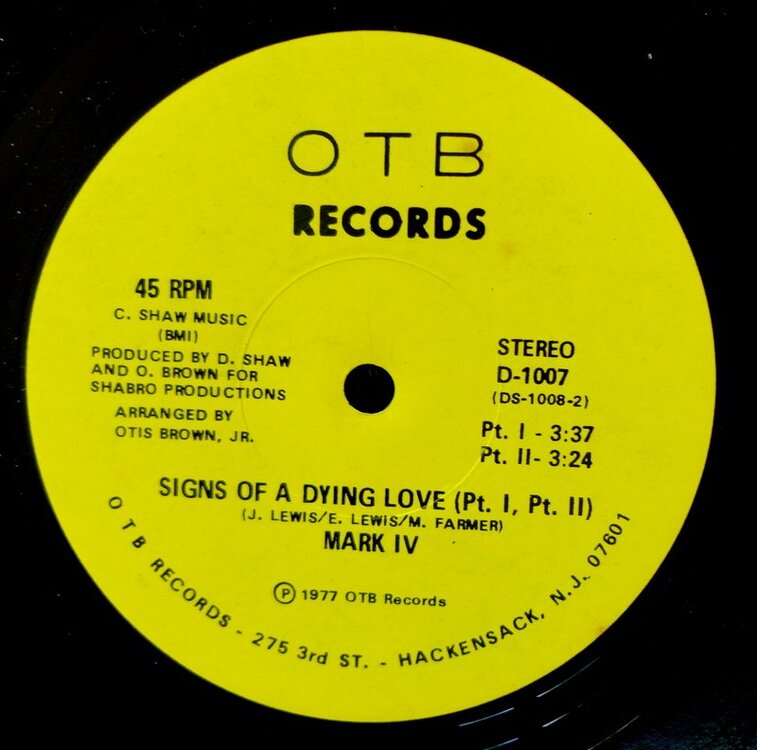 OTB
RECORDS
45 RPM
C. SHAW MUSIC
(BMI)
PRODUCED BY D. SHAW
AND O. BROWN FOR
SHABRO PRODUCTIONS
ARRANGED BY
OTIS BROWN, JR.
STEREO
D-1007
(DS-1008-2)
Pt. I - 3:37
Pt. II- 3:24
SIGNS OF A DYING LOVE (Pt. I, Pt. II)
(J. LEWIS/E. LEWIS/M. FARMER)
MARK IV
Ⓟ 1977 OTB Records
OTB RECORDS - 275 3rd ST. - HACKENSACK, N.J. 07601